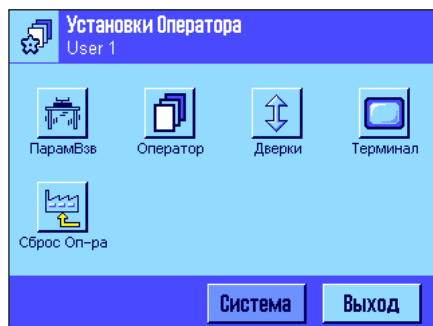 Установки Оператора
User 1
ПарамВзв Оператор Дверки Терминал
Сброс Оп-ра
Система Выход